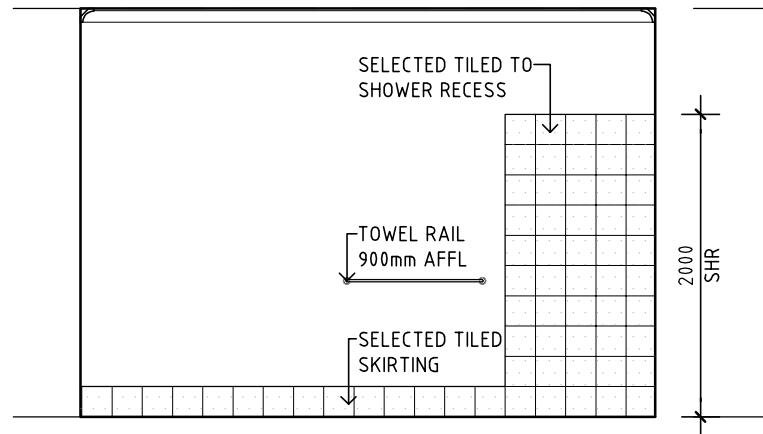 SELECTED TILED TO
SHOWER RECESS
TOWEL RAIL
900mm AFFL
2000
SHR
SELECTED TILED
SKIRTING